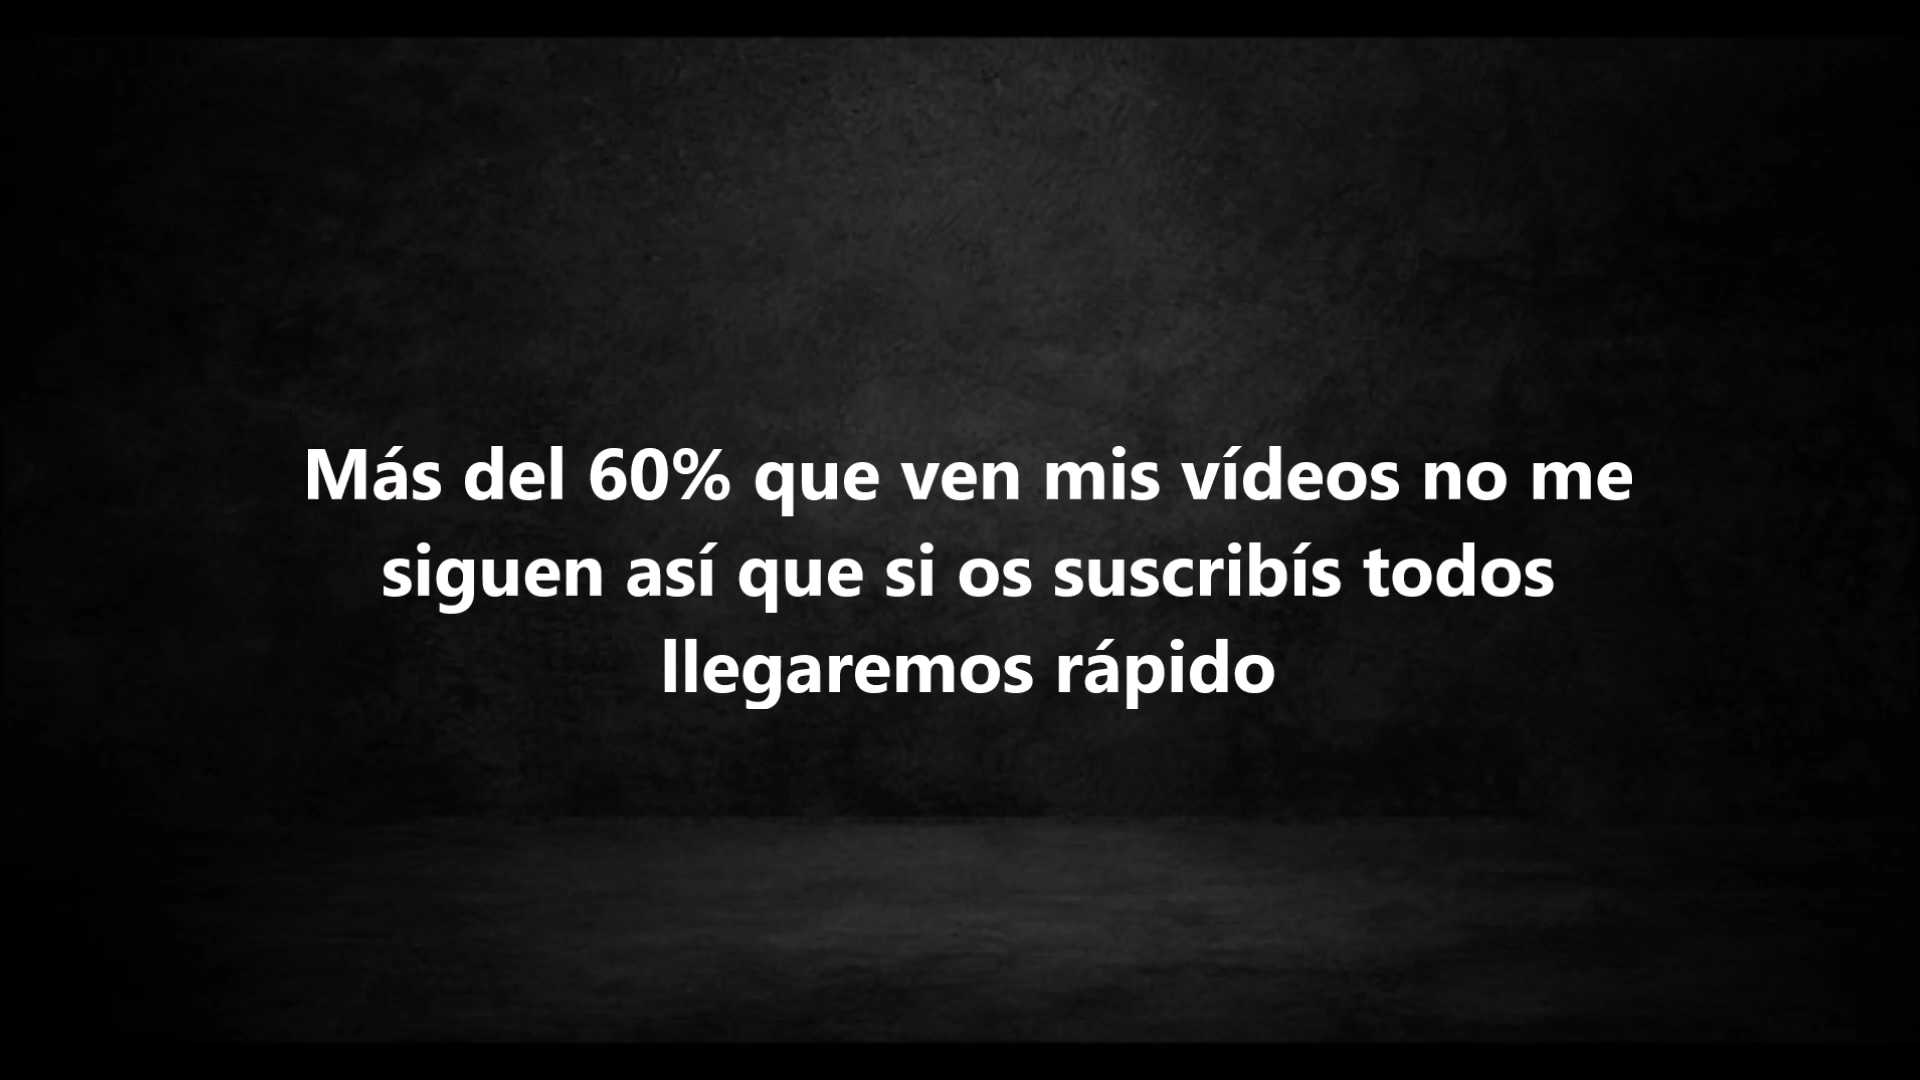 Más del 60% que ven mis vídeos no me
siguen así que si os suscribís todos
llegaremos rápido